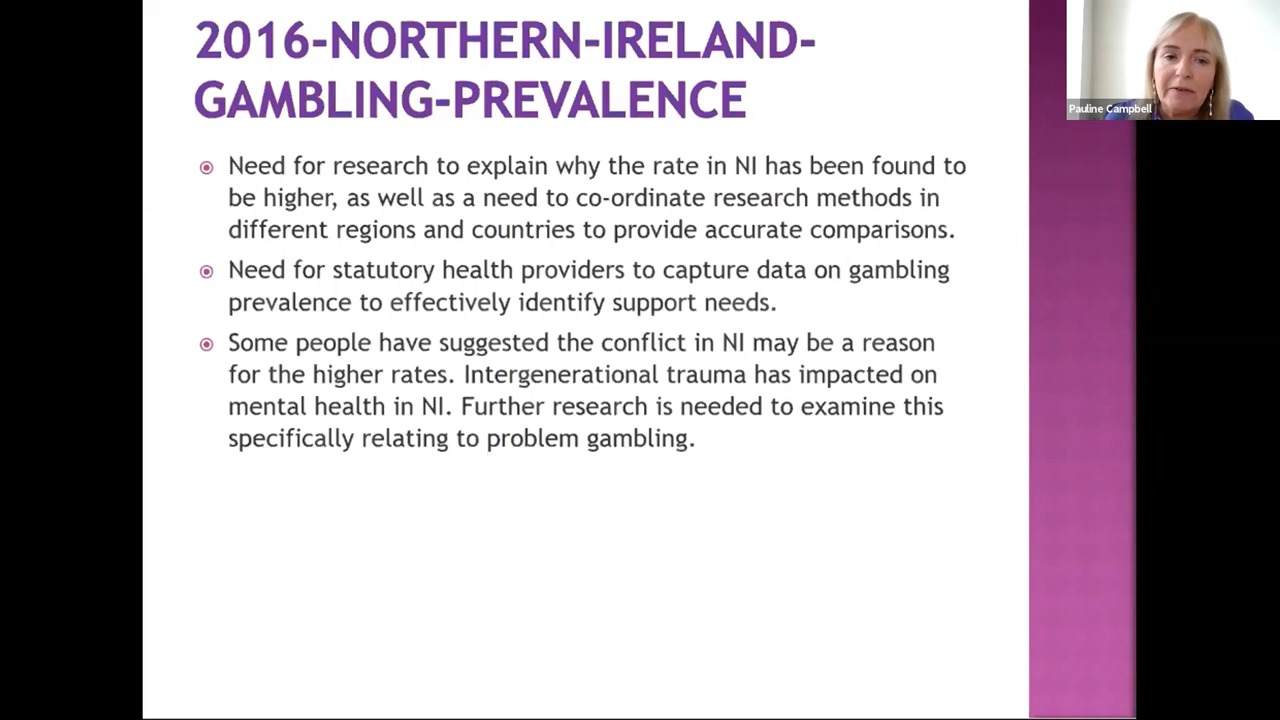 2016-NORTHERN-IRELAND-
GAMBLING-PREVALENCE
Need for research to explain why the rate in NI has been found to
be higher, as well as a need to co-ordinate research methods in
different regions and countries to provide accurate comparisons.
Need for statutory health providers to capture data on gambling
prevalence to effectively identify support needs.
Some people have suggested the conflict in NI may be a reason
for the higher rates. Intergenerational trauma has impacted on
mental health in NI. Further research is needed to examine this
specifically relating to problem gambling.
Pauline Campbell